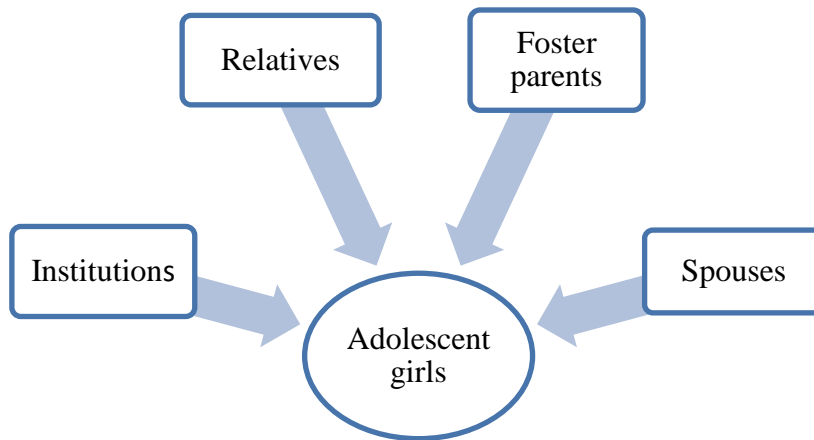 Relatives
Foster
parents
Institutions
Spouses
Adolescent
girls